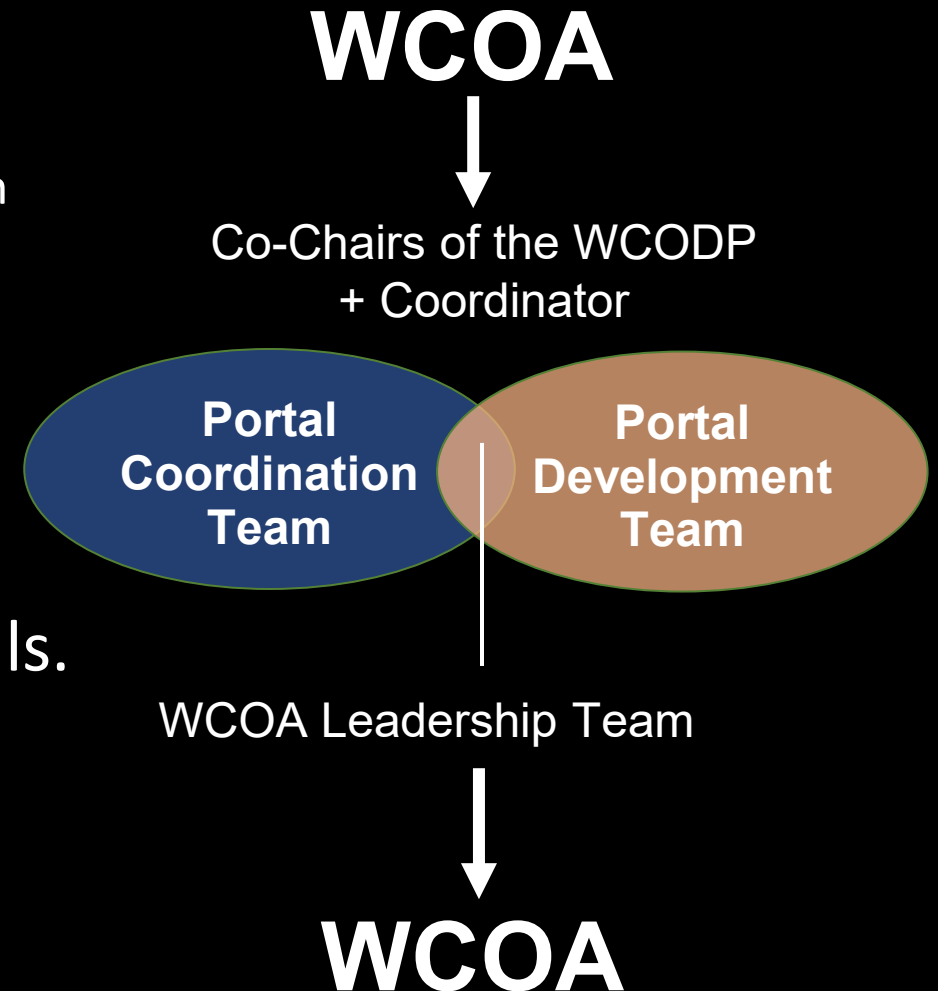 WCOA
Co-Chairs of the WCODP
+ Coordinator
Portal
Coordination
Team
Portal
Development
Team
ls.
WCOA Leadership Team
WCOA